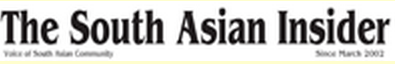 The South Asian Insider
Voice of South Asian Community Since March 2002